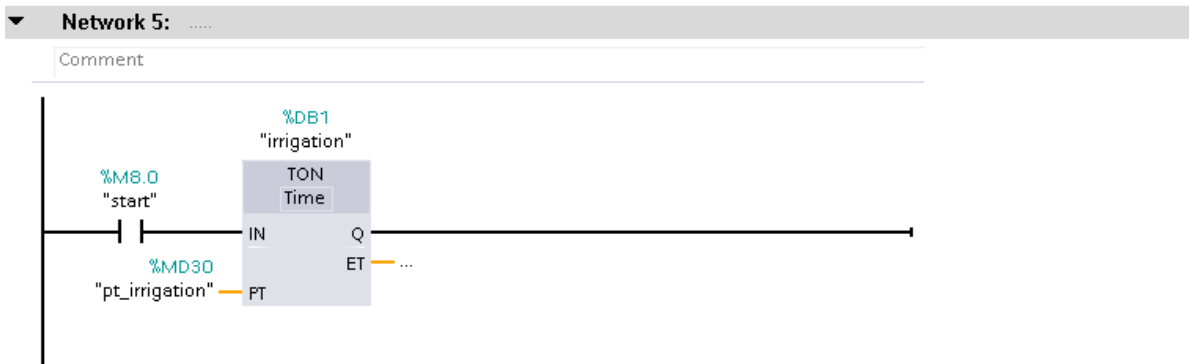 Network 5: .....
Comment
%DB1
"irrigation"
%M8.0
"start"
TON
Time
IN
Q
%MD30
"pt_irrigation"
ET
...
PT